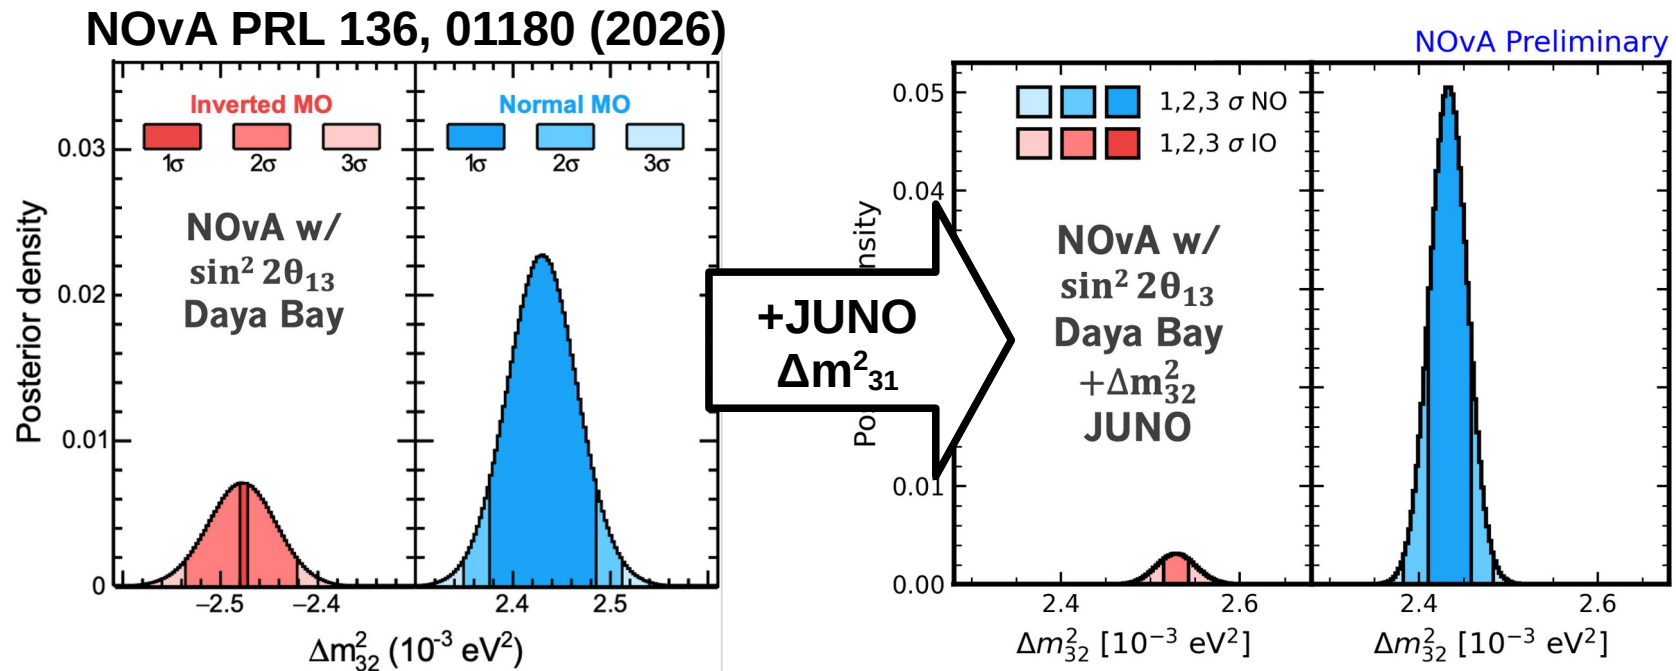 NOvA PRL 136, 01180 (2026)
Inverted MO
1σ 2σ 3σ
Normal MO
1σ 2σ 3σ
NOvA w/
sin² 2θ₁₃
Daya Bay
Posterior density
0.03
0.02
0.01
0
−2.5 −2.4 2.4 2.5
Δm²₃₂ (10⁻³ eV²)
+JUNO
Δm²₃₁
NOvA Preliminary
1,2,3 σ NO
1,2,3 σ IO
NOvA w/
sin² 2θ₁₃
Daya Bay
+Δm²₃₂
JUNO
Po nsity
0.05
0.04
0.01
0.00
2.4 2.6
2.4 2.6
Δm²₃₂ [10⁻³ eV²]
Δm²₃₂ [10⁻³ eV²]